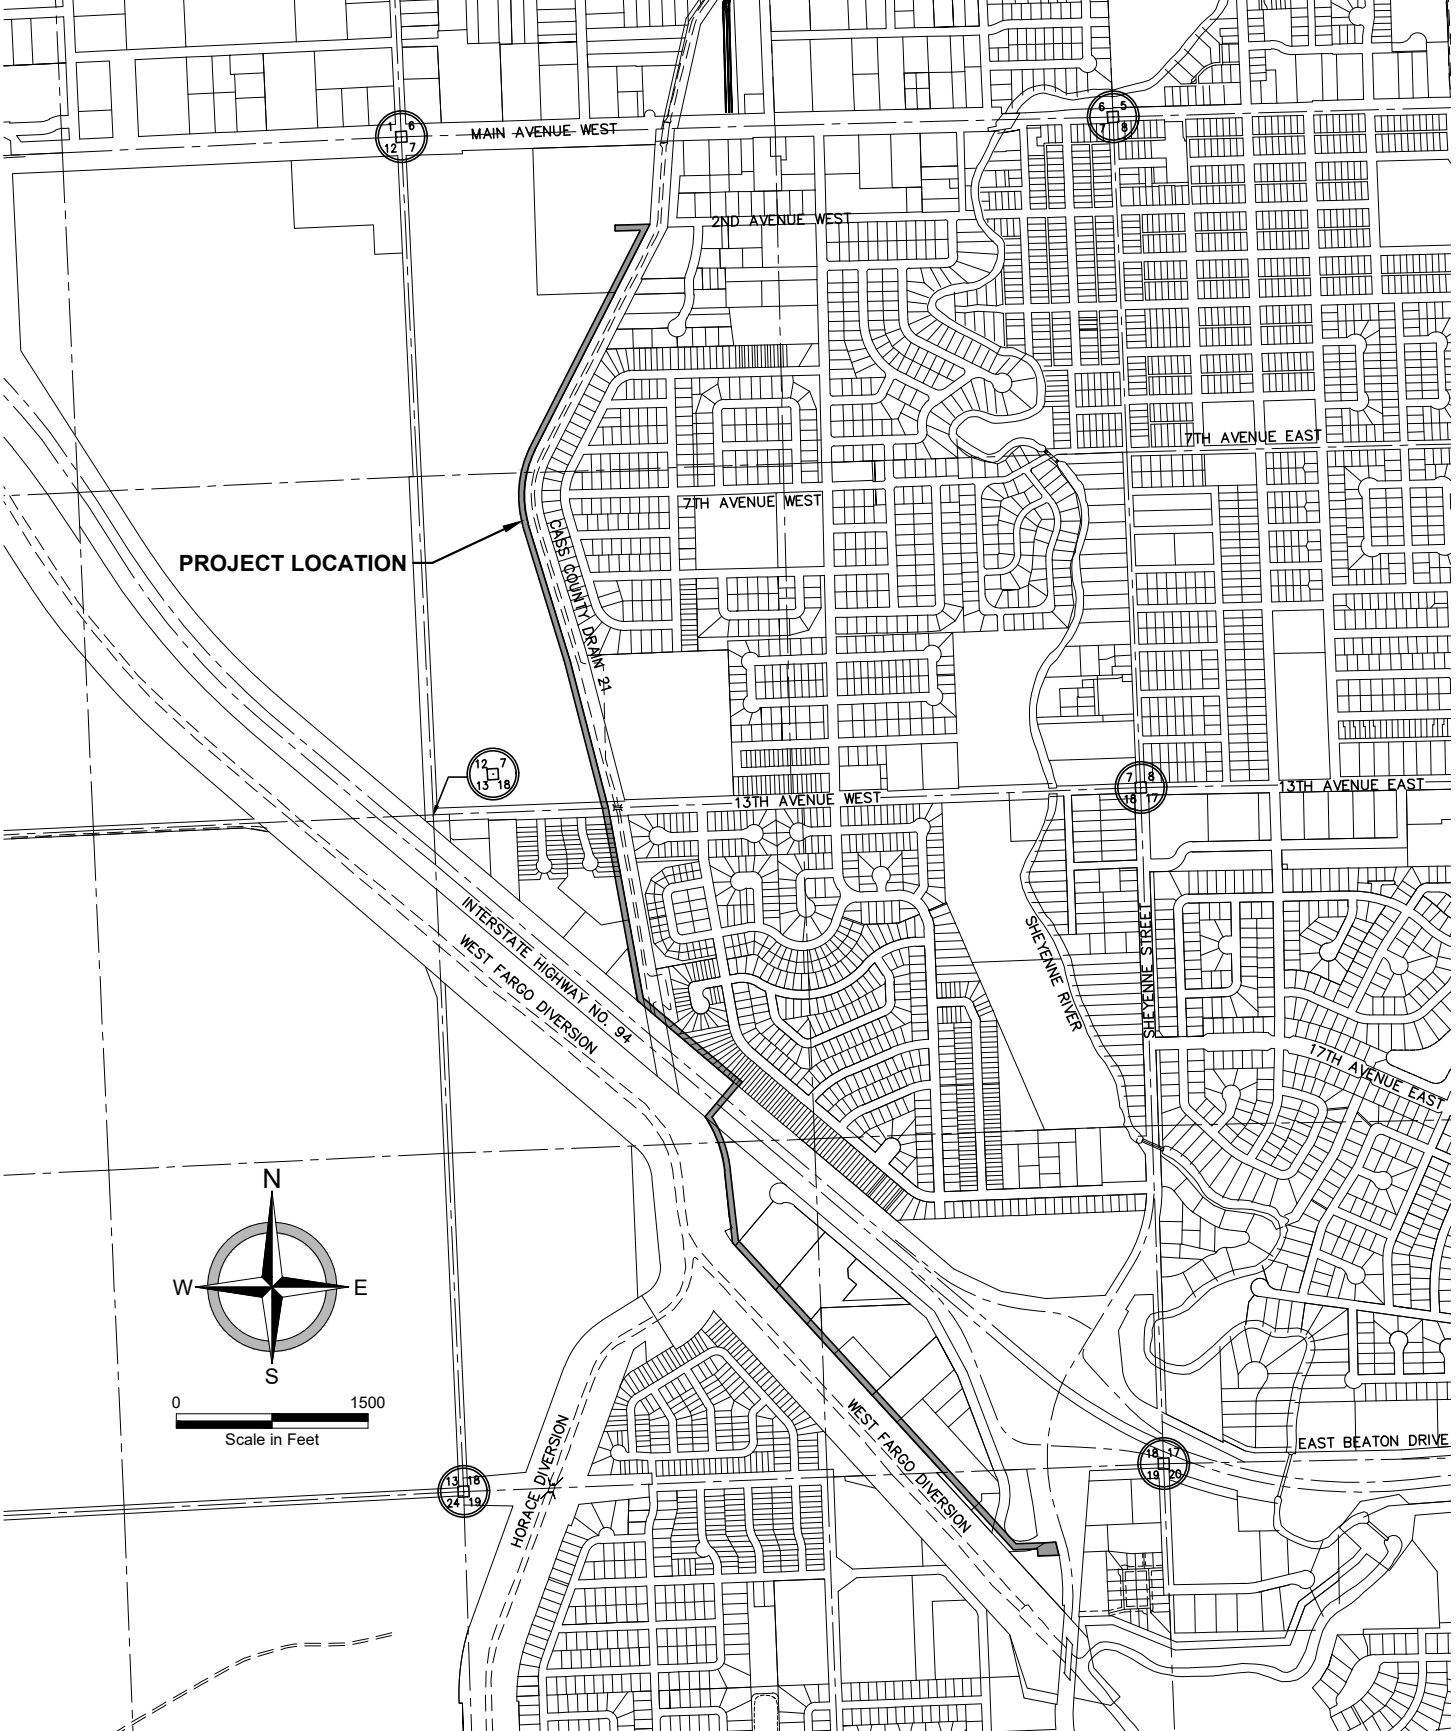 1 6
12 7
MAIN AVENUE WEST
6 5
7 8
2ND AVENUE WEST
7TH AVENUE EAST
7TH AVENUE WEST
CASS COUNTY DRAIN 21
PROJECT LOCATION
12 7
13 18
13TH AVENUE WEST
7 8
18 17
13TH AVENUE EAST
INTERSTATE HIGHWAY NO. 94
WEST FARGO DIVERSION
SHEYENNE RIVER
SHEYENNE STREET
17TH AVENUE EAST
N
W E
S
0 1500
Scale in Feet
WEST FARGO DIVERSION
HORACE DIVERSION
EAST BEATON DRIVE
18 17
19 20
13 18
24 19